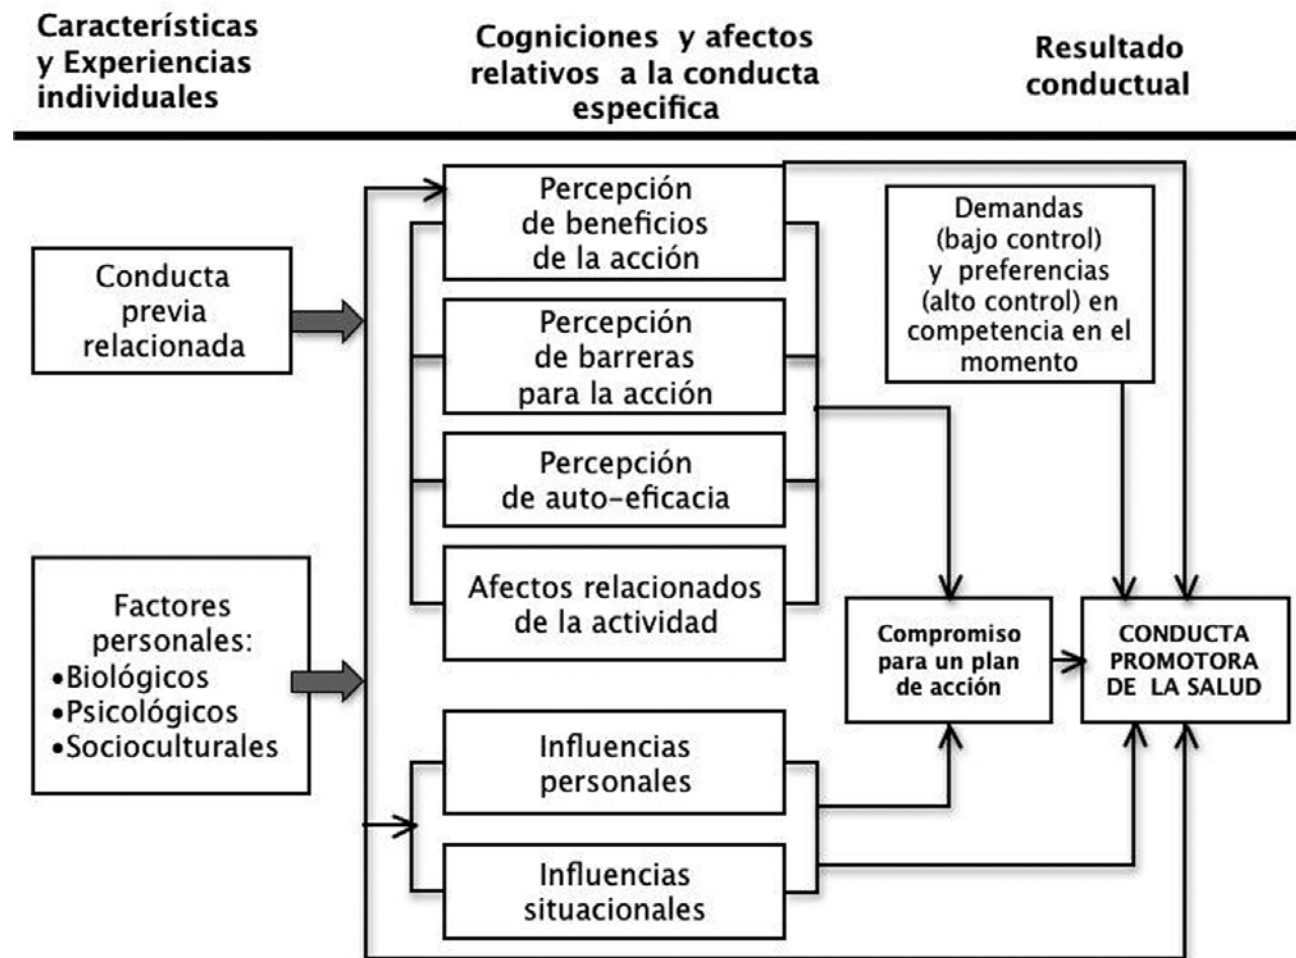 Características
y Experiencias
individuales
Cogniciones y afectos
relativos a la conducta
especifica
Resultado
conductual
Conducta
previa
relacionada
Factores
personales:
•Biológicos
•Psicológicos
•Socioculturales
Percepción
de beneficios
de la acción
Percepción
de barreras
para la acción
Percepción
de auto-eficacia
Afectos relacionados
de la actividad
Influencias
personales
Influencias
situacionales
Demandas
(bajo control)
y preferencias
(alto control) en
competencia en el
momento
Compromiso
para un plan
de acción
CONDUCTA
PROMOTORA
DE LA SALUD